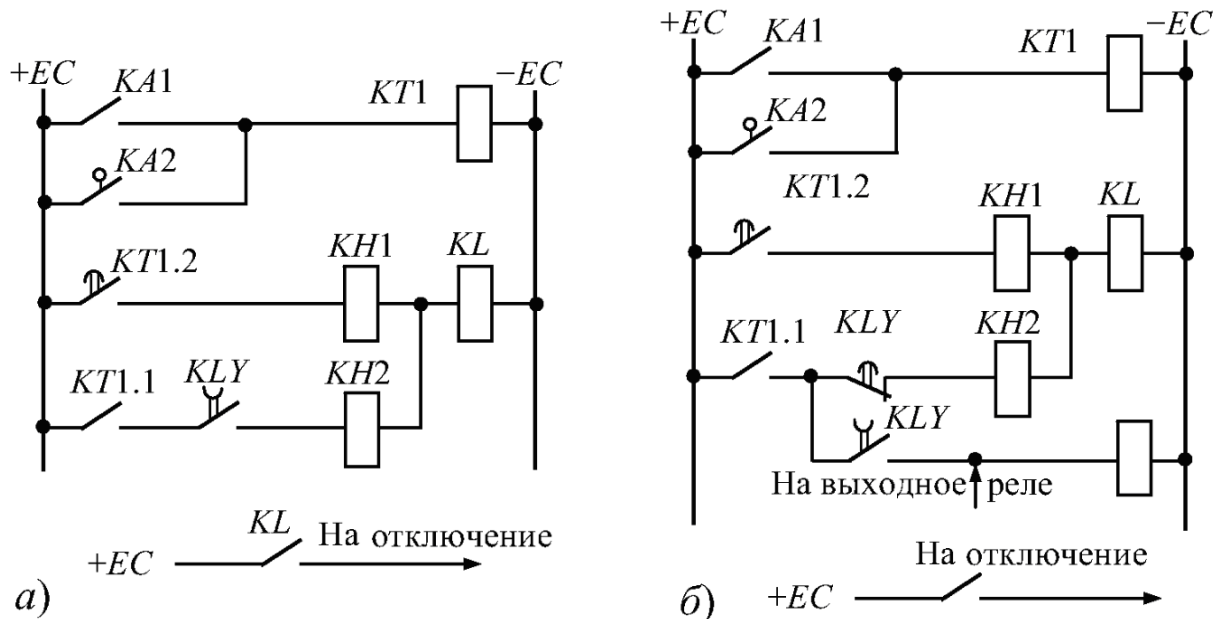 +EC
KA1
KT1
−EC
KA2
KT1.2
KH1
KL
KT1.1
KLY
KH2
KL
На отключение
+EC
а)
+EC
KA1
KT1
−EC
KA2
KT1.2
KH1
KL
KLY
KH2
KT1.1
KLY
На выходное реле
На отключение
+EC
б)